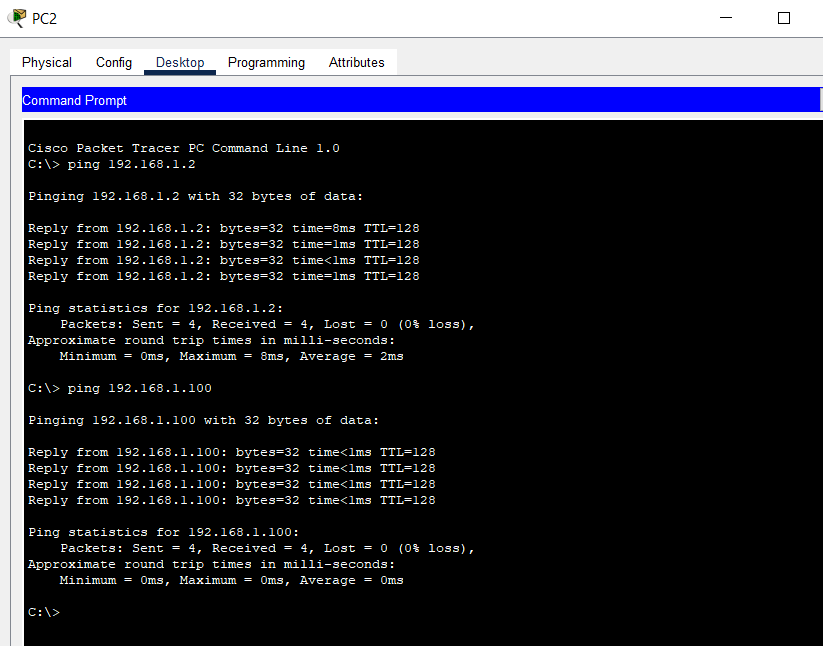 PC2
Physical Config Desktop Programming Attributes
Command Prompt
Cisco Packet Tracer PC Command Line 1.0
C:\> ping 192.168.1.2
Pinging 192.168.1.2 with 32 bytes of data:
Reply from 192.168.1.2: bytes=32 time=8ms TTL=128
Reply from 192.168.1.2: bytes=32 time=1ms TTL=128
Reply from 192.168.1.2: bytes=32 time<1ms TTL=128
Reply from 192.168.1.2: bytes=32 time=1ms TTL=128
Ping statistics for 192.168.1.2:
Packets: Sent = 4, Received = 4, Lost = 0 (0% loss),
Approximate round trip times in milli-seconds:
Minimum = 0ms, Maximum = 8ms, Average = 2ms
C:\> ping 192.168.1.100
Pinging 192.168.1.100 with 32 bytes of data:
Reply from 192.168.1.100: bytes=32 time<1ms TTL=128
Reply from 192.168.1.100: bytes=32 time<1ms TTL=128
Reply from 192.168.1.100: bytes=32 time<1ms TTL=128
Reply from 192.168.1.100: bytes=32 time<1ms TTL=128
Ping statistics for 192.168.1.100:
Packets: Sent = 4, Received = 4, Lost = 0 (0% loss),
Approximate round trip times in milli-seconds:
Minimum = 0ms, Maximum = 0ms, Average = 0ms
C:\>